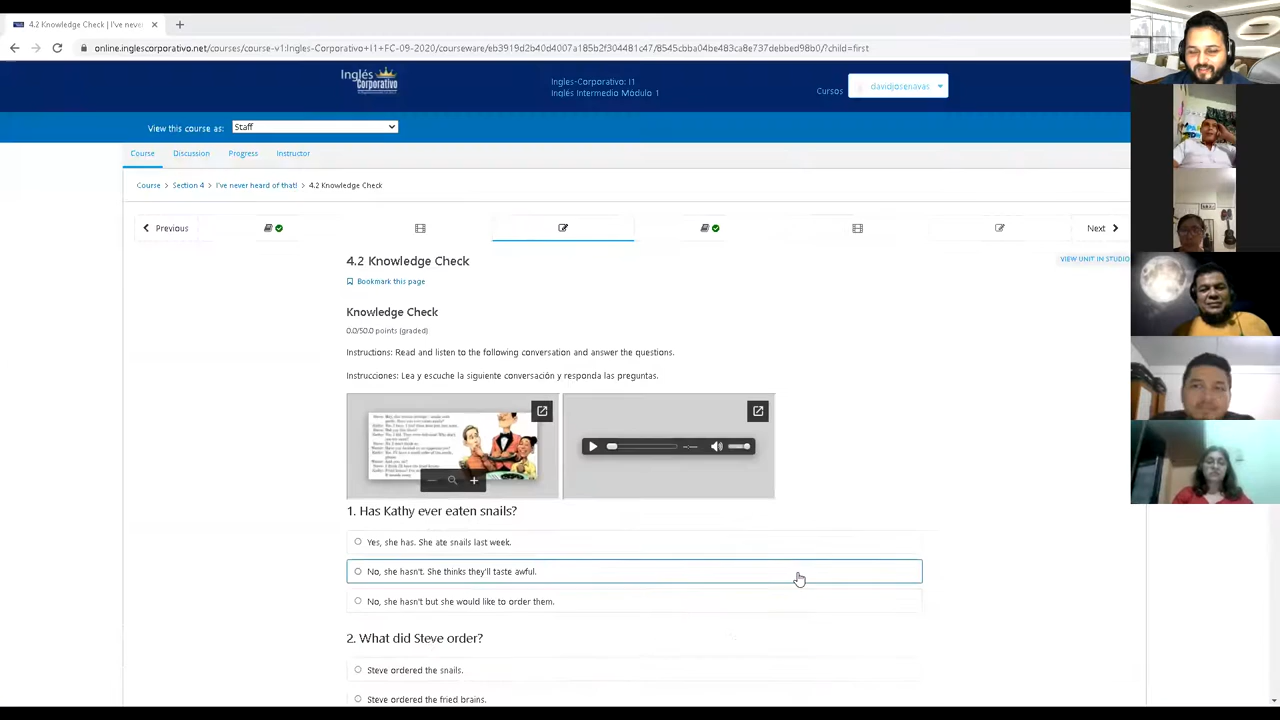 4.2 Knowledge Check | I've never
online.inglescorporativo.net/courses/course-v1:Ingles-Corporativo+I1+FC-09-2020/courseware/
Inglés
Corporativo
Ingles-Corporativo: I1
Inglés Intermedio Módulo 1
Cursos
davidjosenavas
View this course as:
Staff
Course
Discussion
Progress
Instructor
Course > Section 4 > I've never heard of that! > 4.2 Knowledge Check
Previous
Next
VIEW UNIT IN STUDIO
4.2 Knowledge Check
Bookmark this page
Knowledge Check
0.0/50.0 points (graded)
Instructions: Read and listen to the following conversation and answer the questions.
Instrucciones: Lea y escuche la siguiente conversación y responda las preguntas.
1. Has Kathy ever eaten snails?
Yes, she has. She ate snails last week.
No, she hasn't. She thinks they'll taste awful.
No, she hasn't but she would like to order them.
2. What did Steve order?
Steve ordered the snails.
Steve ordered the fried brains.